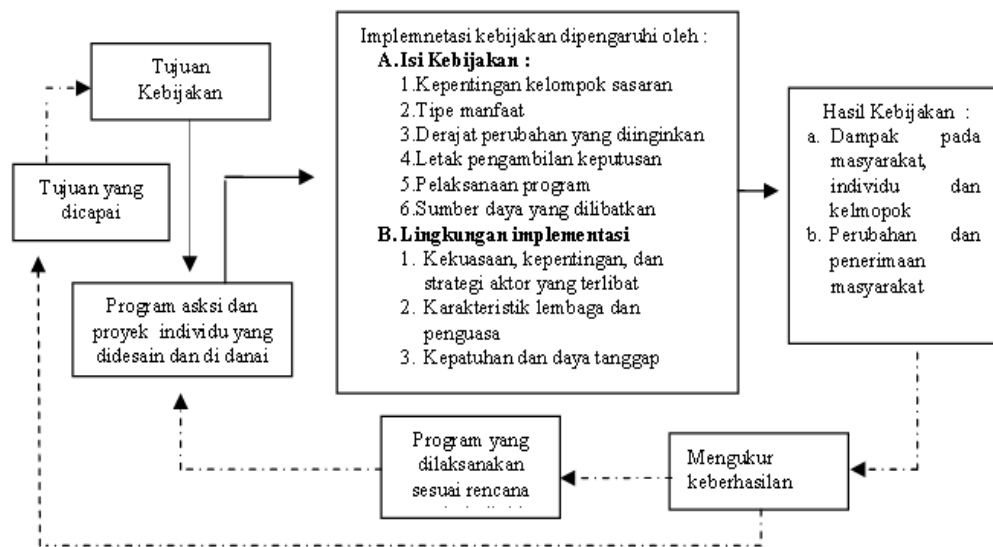 Tujuan
Kebijakan
Tujuan yang
dicapai
Program asksi dan
proyek individu yang
didesain dan di danai
Implemnetasi kebijakan dipengaruhi oleh :
A. Isi Kebijakan :
1. Kepentingan kelompok sasaran
2. Tipe manfaat
3. Derajat perubahan yang diinginkan
4. Letak pengambilan keputusan
5. Pelaksanaan program
6. Sumber daya yang dilibatkan
B. Lingkungan implementasi
1. Kekuasaan, kepentingan, dan
strategi aktor yang terlibat
2. Karakteristik lembaga dan
penguasa
3. Kepatuhan dan daya tanggap
Hasil Kebijakan :
a. Dampak pada
masyarakat,
individu dan
kelmopok
b. Perubahan dan
penerimaan
masyarakat
Program yang
dilaksanakan
sesuai rencana
Mengukur
keberhasilan